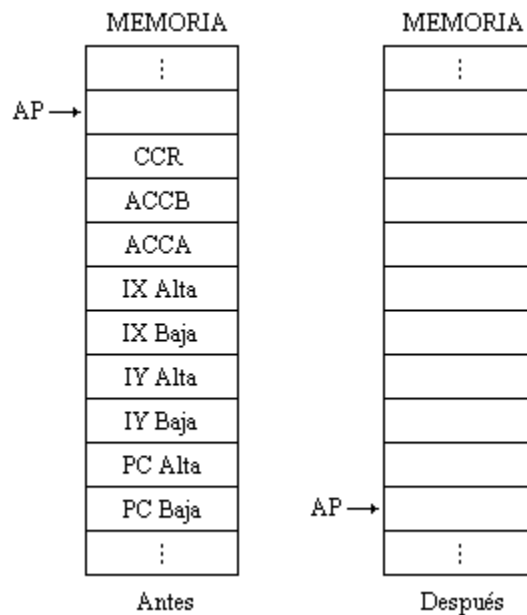 MEMORIA
MEMORIA
⋮
⋮
AP
CCR
ACCB
ACCA
IX Alta
IX Baja
IY Alta
IY Baja
PC Alta
PC Baja
AP
⋮
⋮
Antes
Después